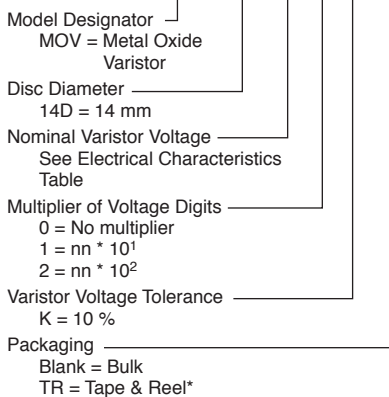 Model Designator
MOV = Metal Oxide
Varistor
Disc Diameter
14D = 14 mm
Nominal Varistor Voltage
See Electrical Characteristics
Table
Multiplier of Voltage Digits
0 = No multiplier
1 = nn * 10¹
2 = nn * 10²
Varistor Voltage Tolerance
K = 10 %
Packaging
Blank = Bulk
TR = Tape & Reel*